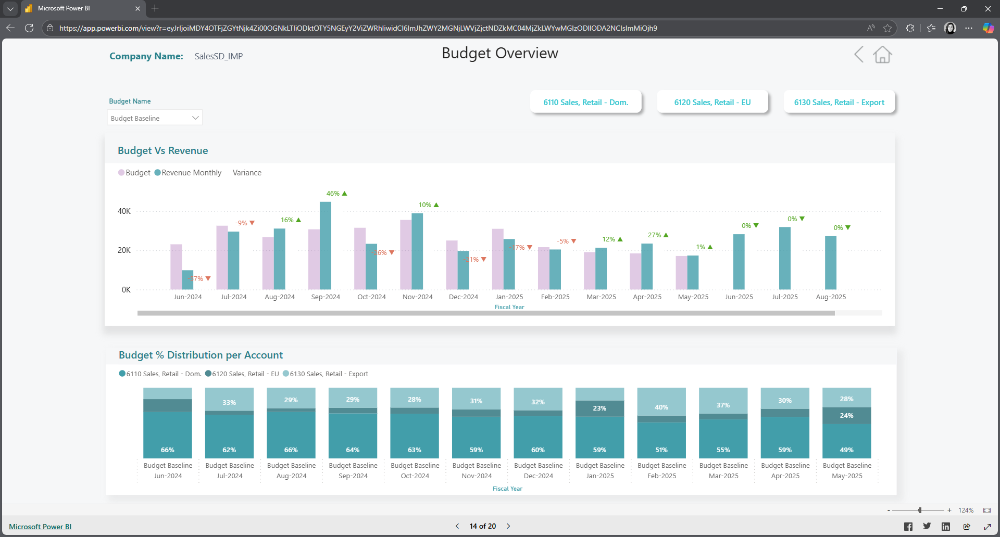 Microsoft Power BI
https://app.powerbi.com/view?r=eyJrIjoiMDY4OTFjZGYtNjk4Zi00OGNkLTliODktOTY5NGEyY2ViZWRhIiwidCI6ImJhZWY2MGNjLWVjZjctNDZkMC04MjZkLWYwMGIzODllODA2NCIsImMiOjh9
Company Name: SalesSD_IMP
Budget Overview
Budget Name
Budget Baseline
6110 Sales, Retail - Dom.
6120 Sales, Retail - EU
6130 Sales, Retail - Export
Budget Vs Revenue
Budget Revenue Monthly Variance
46% ▲
10% ▲
40K
-9% ▼
16% ▲
0% ▼
0% ▼
0% ▼
-5% ▼
12% ▲
27% ▲
20K
-17% ▼
1% ▲
-21% ▼
0K
Jun-2024 Jul-2024 Aug-2024 Sep-2024 Oct-2024 Nov-2024 Dec-2024 Jan-2025 Feb-2025 Mar-2025 Apr-2025 May-2025 Jun-2025 Jul-2025 Aug-2025
Fiscal Year
Budget % Distribution per Account
6110 Sales, Retail - Dom. 6120 Sales, Retail - EU 6130 Sales, Retail - Export
33% 29% 29% 28% 31% 32% 23% 40% 37% 30% 28%
24%
66% 62% 66% 64% 63% 59% 60% 59% 51% 55% 59% 49%
Budget Baseline Budget Baseline Budget Baseline Budget Baseline Budget Baseline Budget Baseline Budget Baseline Budget Baseline Budget Baseline Budget Baseline Budget Baseline Budget Baseline
Jun-2024 Jul-2024 Aug-2024 Sep-2024 Oct-2024 Nov-2024 Dec-2024 Jan-2025 Feb-2025 Mar-2025 Apr-2025 May-2025
Fiscal Year
- + 124%
Microsoft Power BI
14 of 20